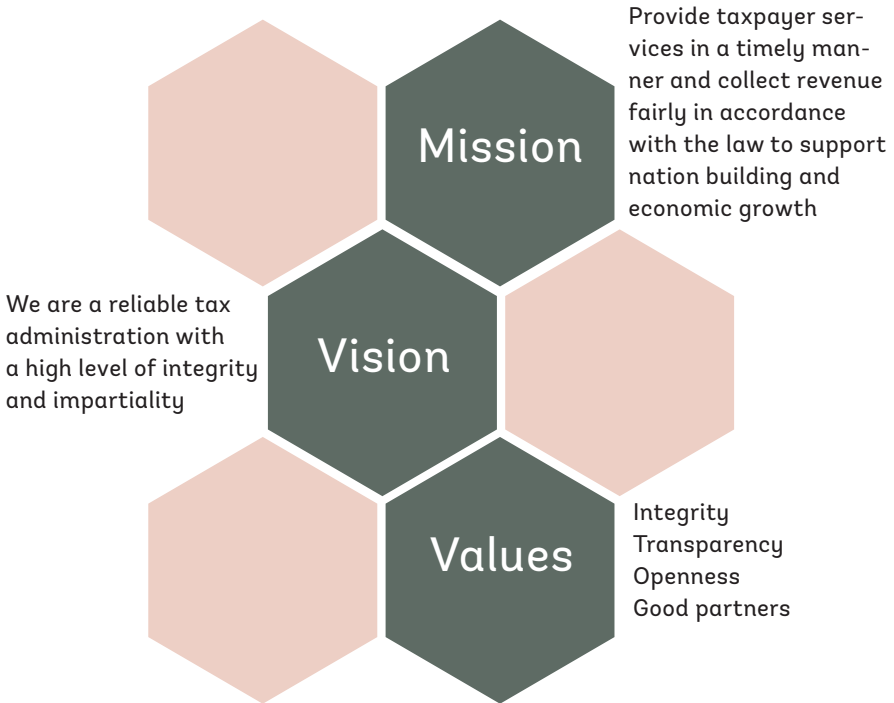 Mission
Provide taxpayer ser-
vices in a timely man-
ner and collect revenue
fairly in accordance
with the law to support
nation building and
economic growth
Vision
We are a reliable tax
administration with
a high level of integrity
and impartiality
Values
Integrity
Transparency
Openness
Good partners